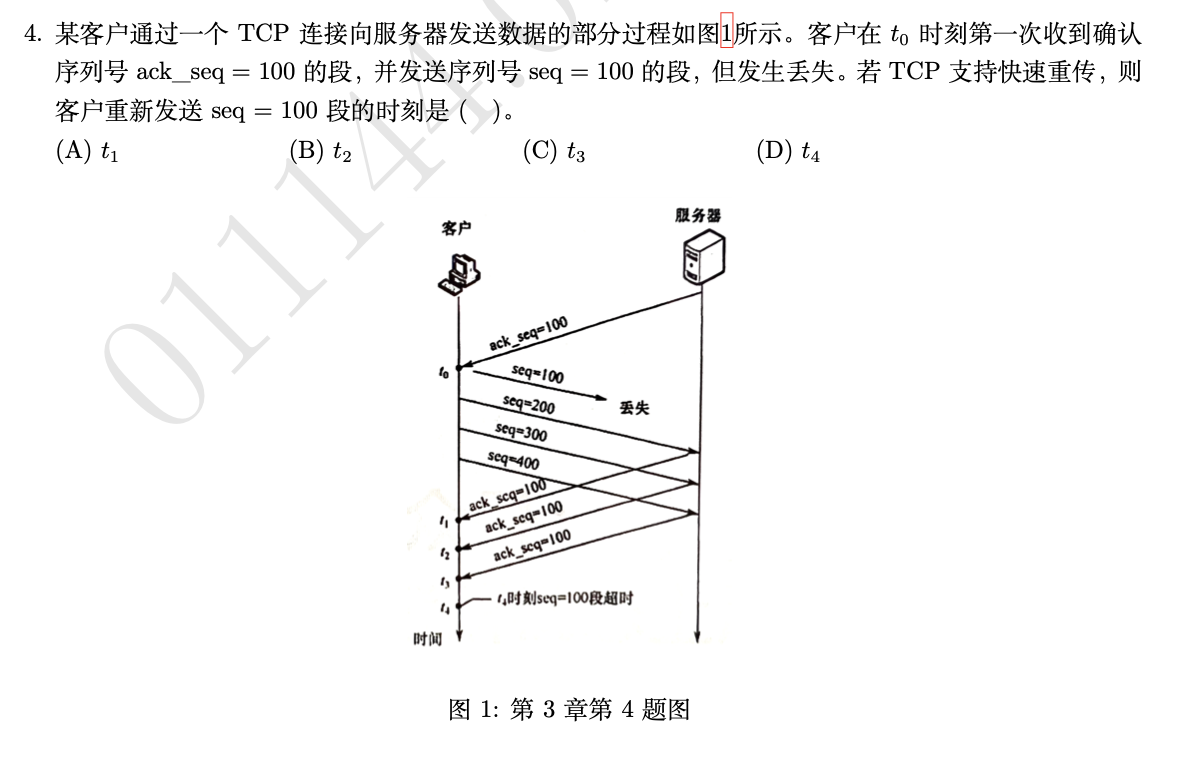 4. 某客户通过一个 TCP 连接向服务器发送数据的部分过程如图1所示。客户在 t₀ 时刻第一次收到确认
序列号 ack_seq = 100 的段，并发送序列号 seq = 100 的段，但发生丢失。若 TCP 支持快速重传，则
客户重新发送 seq = 100 段的时刻是 ( )。
(A) t₁ (B) t₂ (C) t₃ (D) t₄
服务器
客户
ack_seq=100
t₀
seq=100
丢失
seq=200
seq=300
seq=400
ack_seq=100
t₁
ack_seq=100
t₂
ack_seq=100
t₃
t₄
t₄时刻seq=100段超时
时间
图 1: 第 3 章第 4 题图